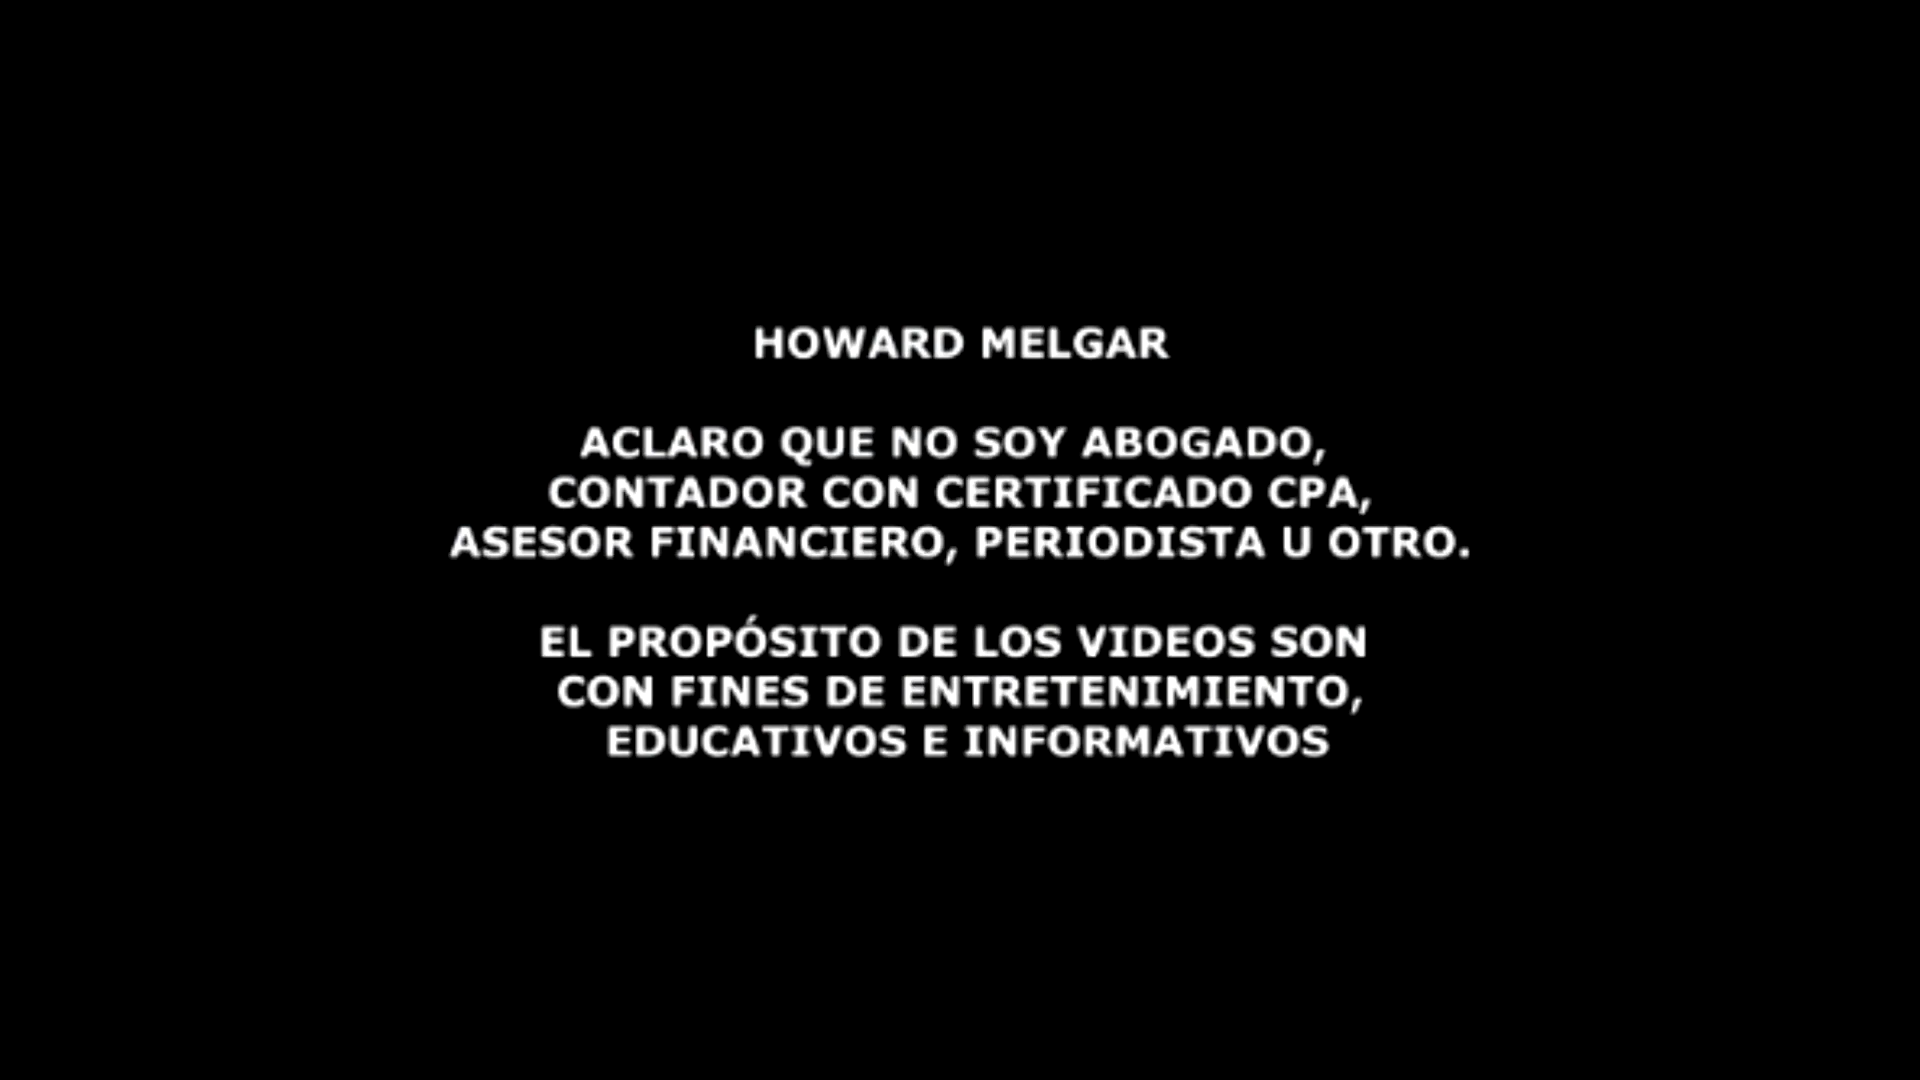 HOWARD MELGAR
ACLARO QUE NO SOY ABOGADO,
CONTADOR CON CERTIFICADO CPA,
ASESOR FINANCIERO, PERIODISTA U OTRO.
EL PROPÓSITO DE LOS VIDEOS SON
CON FINES DE ENTRETENIMIENTO,
EDUCATIVOS E INFORMATIVOS